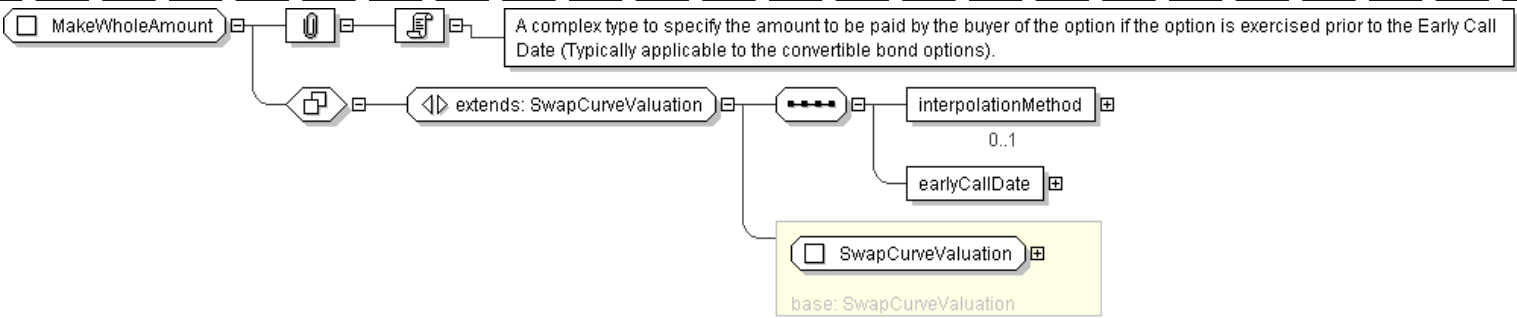 MakeWholeAmount
A complex type to specify the amount to be paid by the buyer of the option if the option is exercised prior to the Early Call
Date (Typically applicable to the convertible bond options).
extends: SwapCurveValuation
interpolationMethod
0..1
earlyCallDate
SwapCurveValuation
base: SwapCurveValuation